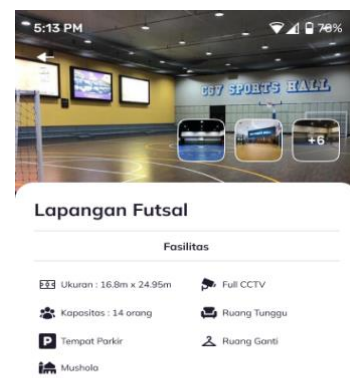 5:13 PM
78%
CGV SPORTS HALL
+6
Lapangan Futsal
Fasilitas
Ukuran : 16.8m x 24.95m
Full CCTV
Kapasitas : 14 orang
Ruang Tunggu
P Tempat Parkir
Ruang Ganti
Mushola